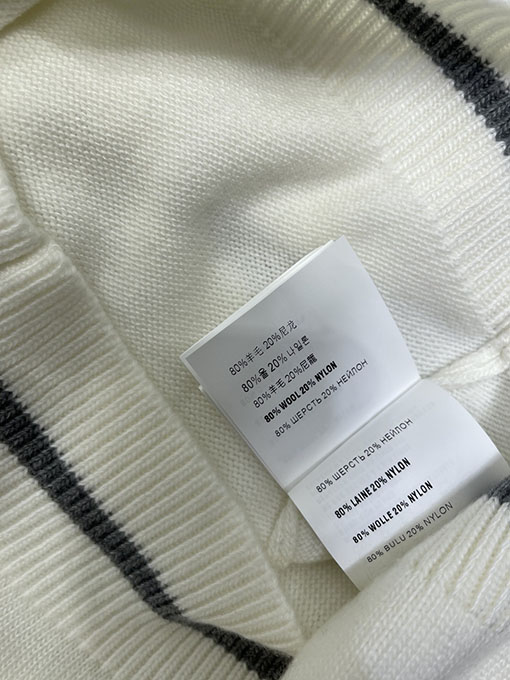 80%羊毛 20%尼龙
80% 울 20% 나일론
80%羊毛 20%尼龍
80% WOOL 20% NYLON
80% ШЕРСТЬ 20% НЕЙЛОН
80% ШЕРСТЬ 20% НЕЙЛОН
80% LAINE 20% NYLON
80% WOLLE 20% NYLON
80% BULU 20% NYLON